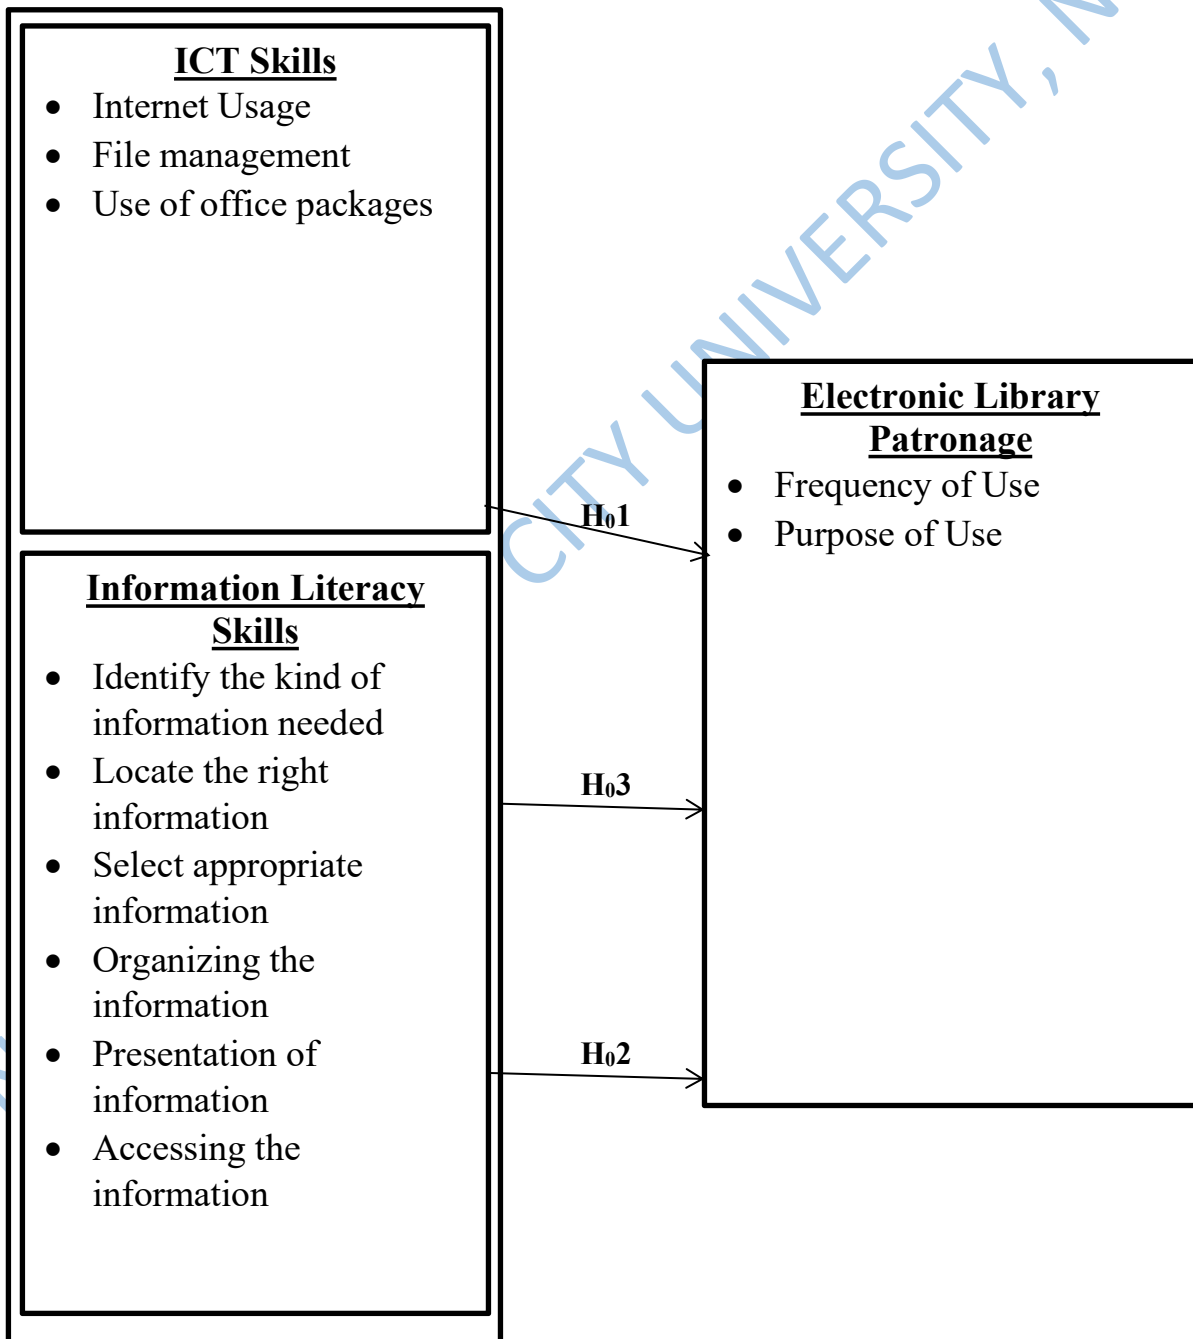 ICT Skills
• Internet Usage
• File management
• Use of office packages
Information Literacy
Skills
• Identify the kind of
information needed
• Locate the right
information
• Select appropriate
information
• Organizing the
information
• Presentation of
information
• Accessing the
information
H₀1
H₀3
H₀2
Electronic Library
Patronage
• Frequency of Use
• Purpose of Use
CITY UNIVERSITY,